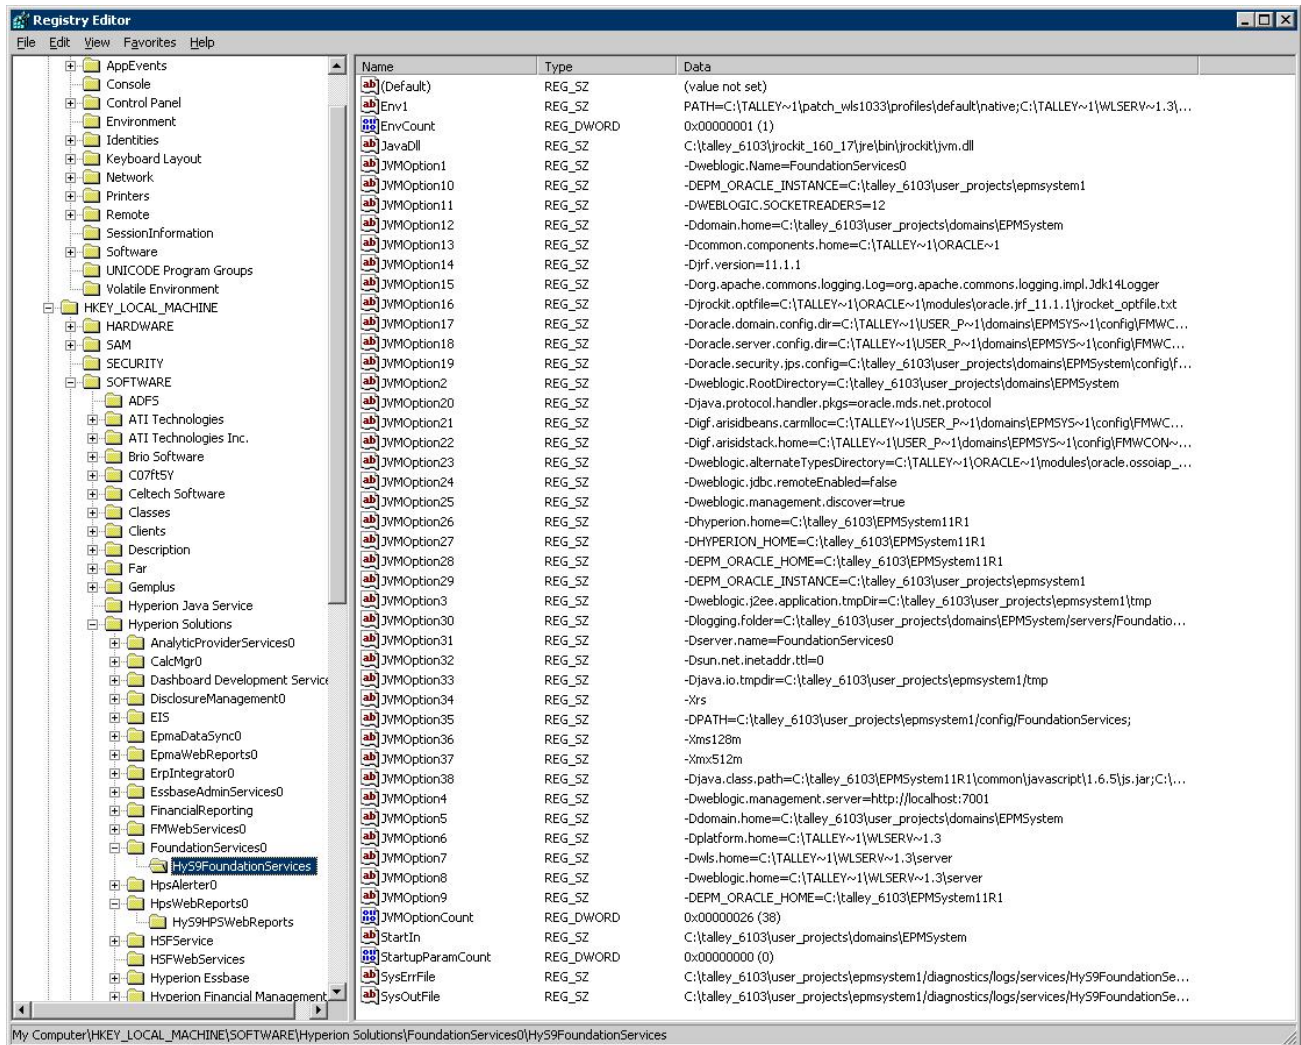 Registry Editor
File Edit View Favorites Help
AppEvents
Console
Control Panel
Environment
Identities
Keyboard Layout
Network
Printers
Remote
SessionInformation
Software
UNICODE Program Groups
Volatile Environment
HKEY_LOCAL_MACHINE
HARDWARE
SAM
SECURITY
SOFTWARE
ADFS
ATI Technologies
ATI Technologies Inc.
Brio Software
C07ft5Y
Celtech Software
Classes
Clients
Description
Far
Gemplus
Hyperion Java Service
Hyperion Solutions
AnalyticProviderServices0
CalcMgr0
Dashboard Development Service
DisclosureManagement0
EIS
EpmaDataSync0
EpmaWebReports0
ErpIntegrator0
EssbaseAdminServices0
FinancialReporting
FMWebServices0
FoundationServices0
HyS9FoundationServices
HpsAlerter0
HpsWebReports0
HyS9HPSWebReports
HSFService
HSFWebServices
Hyperion Essbase
Hyperion Financial Management
Name Type Data
(Default) REG_SZ (value not set)
Env1 REG_SZ PATH=C:\TALLEY~1\patch_wls1033\profiles\default\native;C:\TALLEY~1\WLSERV~1.3\...
EnvCount REG_DWORD 0x00000001 (1)
JavaDll REG_SZ C:\talley_6103\jrockit_160_17\jre\bin\jrockit\jvm.dll
JVMOption1 REG_SZ -Dweblogic.Name=FoundationServices0
JVMOption10 REG_SZ -DEPM_ORACLE_INSTANCE=C:\talley_6103\user_projects\epmsystem1
JVMOption11 REG_SZ -DWEBLOGIC.SOCKETREADERS=12
JVMOption12 REG_SZ -Ddomain.home=C:\talley_6103\user_projects\domains\EPMSystem
JVMOption13 REG_SZ -Dcommon.components.home=C:\TALLEY~1\ORACLE~1
JVMOption14 REG_SZ -Djrf.version=11.1.1
JVMOption15 REG_SZ -Dorg.apache.commons.logging.Log=org.apache.commons.logging.impl.Jdk14Logger
JVMOption16 REG_SZ -Djrockit.optfile=C:\TALLEY~1\ORACLE~1\modules\oracle.jrf_11.1.1\jrocket_optfile.txt
JVMOption17 REG_SZ -Doracle.domain.config.dir=C:\TALLEY~1\USER_P~1\domains\EPMSYS~1\config\FMWC...
JVMOption18 REG_SZ -Doracle.server.config.dir=C:\TALLEY~1\USER_P~1\domains\EPMSYS~1\config\FMWC...
JVMOption19 REG_SZ -Doracle.security.jps.config=C:\talley_6103\user_projects\domains\EPMSystem\config\f...
JVMOption2 REG_SZ -Dweblogic.RootDirectory=C:\talley_6103\user_projects\domains\EPMSystem
JVMOption20 REG_SZ -Djava.protocol.handler.pkgs=oracle.mds.net.protocol
JVMOption21 REG_SZ -Digf.arisidbeans.carmlloc=C:\TALLEY~1\USER_P~1\domains\EPMSYS~1\config\FMWC...
JVMOption22 REG_SZ -Digf.arisidstack.home=C:\TALLEY~1\USER_P~1\domains\EPMSYS~1\config\FMWCON~...
JVMOption23 REG_SZ -Dweblogic.alternateTypesDirectory=C:\TALLEY~1\ORACLE~1\modules\oracle.ossoiap_...
JVMOption24 REG_SZ -Dweblogic.jdbc.remoteEnabled=false
JVMOption25 REG_SZ -Dweblogic.management.discover=true
JVMOption26 REG_SZ -Dhyperion.home=C:\talley_6103\EPMSystem11R1
JVMOption27 REG_SZ -DHYPERION_HOME=C:\talley_6103\EPMSystem11R1
JVMOption28 REG_SZ -DEPM_ORACLE_HOME=C:\talley_6103\EPMSystem11R1
JVMOption29 REG_SZ -DEPM_ORACLE_INSTANCE=C:\talley_6103\user_projects\epmsystem1
JVMOption3 REG_SZ -Dweblogic.j2ee.application.tmpDir=C:\talley_6103\user_projects\epmsystem1\tmp
JVMOption30 REG_SZ -Dlogging.folder=C:\talley_6103\user_projects\domains\EPMSystem/servers/Foundatio...
JVMOption31 REG_SZ -Dserver.name=FoundationServices0
JVMOption32 REG_SZ -Dsun.net.inetaddr.ttl=0
JVMOption33 REG_SZ -Djava.io.tmpdir=C:\talley_6103\user_projects\epmsystem1/tmp
JVMOption34 REG_SZ -Xrs
JVMOption35 REG_SZ -DPATH=C:\talley_6103\user_projects\epmsystem1/config/FoundationServices;
JVMOption36 REG_SZ -Xms128m
JVMOption37 REG_SZ -Xmx512m
JVMOption38 REG_SZ -Djava.class.path=C:\talley_6103\EPMSystem11R1\common\javascript\1.6.5\js.jar;C:\...
JVMOption4 REG_SZ -Dweblogic.management.server=http://localhost:7001
JVMOption5 REG_SZ -Ddomain.home=C:\talley_6103\user_projects\domains\EPMSystem
JVMOption6 REG_SZ -Dplatform.home=C:\TALLEY~1\WLSERV~1.3
JVMOption7 REG_SZ -Dwls.home=C:\TALLEY~1\WLSERV~1.3\server
JVMOption8 REG_SZ -Dweblogic.home=C:\TALLEY~1\WLSERV~1.3\server
JVMOption9 REG_SZ -DEPM_ORACLE_HOME=C:\talley_6103\EPMSystem11R1
JVMOptionCount REG_DWORD 0x00000026 (38)
StartIn REG_SZ C:\talley_6103\user_projects\domains\EPMSystem
StartupParamCount REG_DWORD 0x00000000 (0)
SysErrFile REG_SZ C:\talley_6103\user_projects\epmsystem1/diagnostics/logs/services/HyS9FoundationSe...
SysOutFile REG_SZ C:\talley_6103\user_projects\epmsystem1/diagnostics/logs/services/HyS9FoundationSe...
My Computer\HKEY_LOCAL_MACHINE\SOFTWARE\Hyperion Solutions\FoundationServices0\HyS9FoundationServices